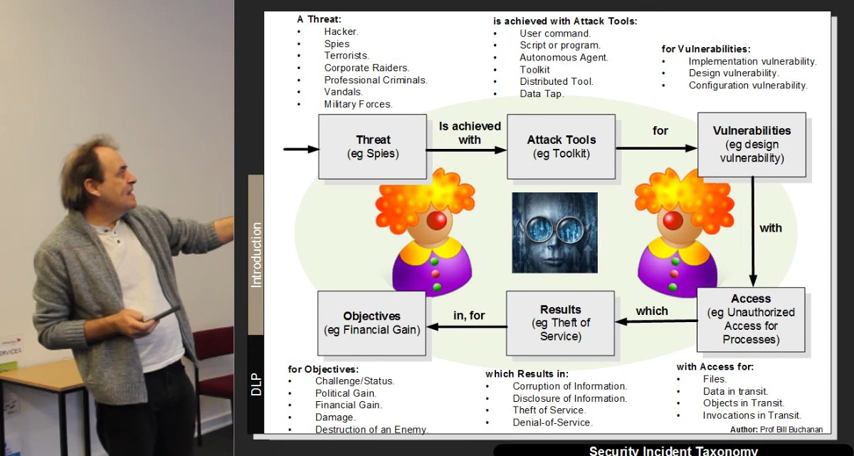 A Threat:
• Hacker.
• Spies
• Terrorists.
• Corporate Raiders.
• Professional Criminals.
• Vandals.
• Military Forces.
is achieved with Attack Tools:
• User command.
• Script or program.
• Autonomous Agent.
• Toolkit
• Distributed Tool.
• Data Tap.
for Vulnerabilities:
• Implementation vulnerability.
• Design vulnerability.
• Configuration vulnerability.
Threat
(eg Spies)
Is achieved
with
Attack Tools
(eg Toolkit)
for
Vulnerabilities
(eg design
vulnerability)
with
Introduction
Objectives
(eg Financial Gain)
in, for
Results
(eg Theft of
Service)
which
Access
(eg Unauthorized
Access for
Processes)
DLP
for Objectives:
• Challenge/Status.
• Political Gain.
• Financial Gain.
• Damage.
• Destruction of an Enemy.
which Results in:
• Corruption of Information.
• Disclosure of Information.
• Theft of Service.
• Denial-of-Service.
with Access for:
• Files.
• Data in transit.
• Objects in Transit.
• Invocations in Transit.
Author: Prof Bill Buchanan
Security Incident Taxonomy